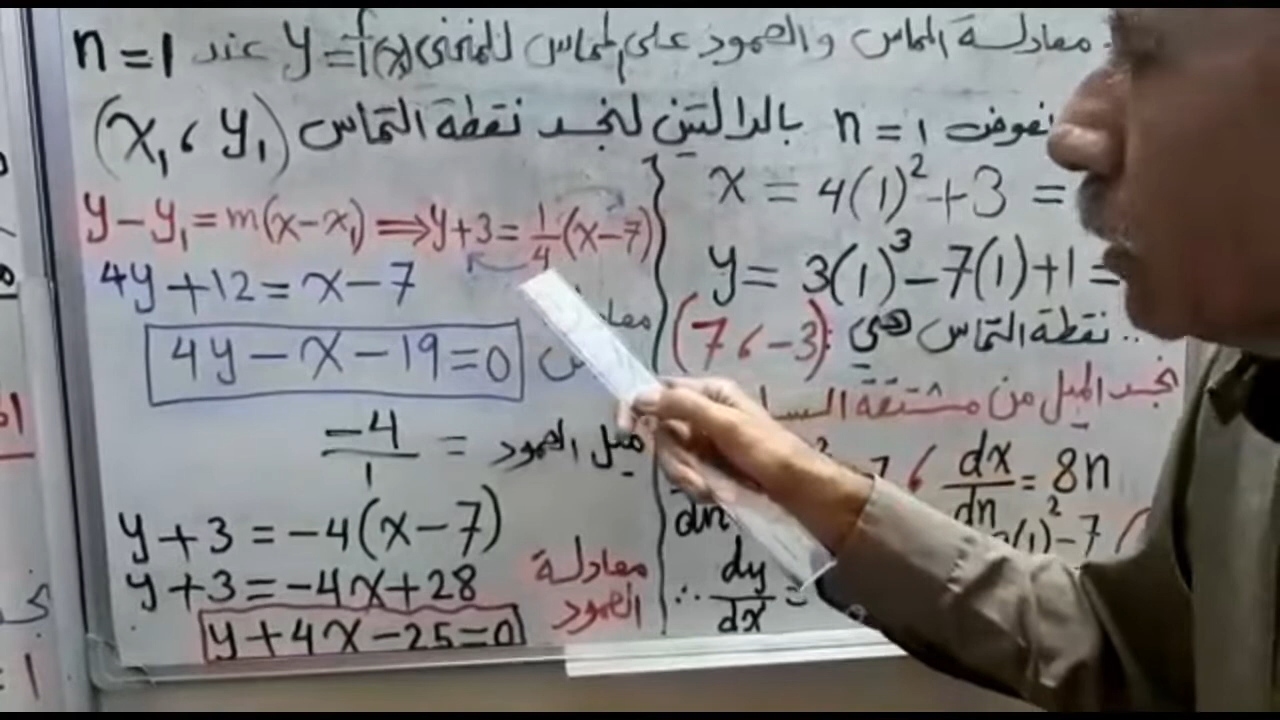 معادلة المماس والعمود على المماس للمنحنى y = f(x) عند n = 1
نعوض n = 1 بالدالتين لنجد نقطة التماس (x₁ ، y₁)
x = 4(1)² + 3 =
y = 3(1)³ - 7(1) + 1 =
∴ نقطة التماس هي: (7 ، -3)
نجد الميل من مشتقة
dx/dn = 8n
(1)² - 7
∴ dy/dx =
y - y₁ = m(x - x₁) ⟹ y + 3 = 1/4 (x - 7)
4y + 12 = x - 7
4y - x - 19 = 0
ميل العمود = -4/1
y + 3 = -4(x - 7)
y + 3 = -4x + 28
معادلة العمود
y + 4x - 25 = 0